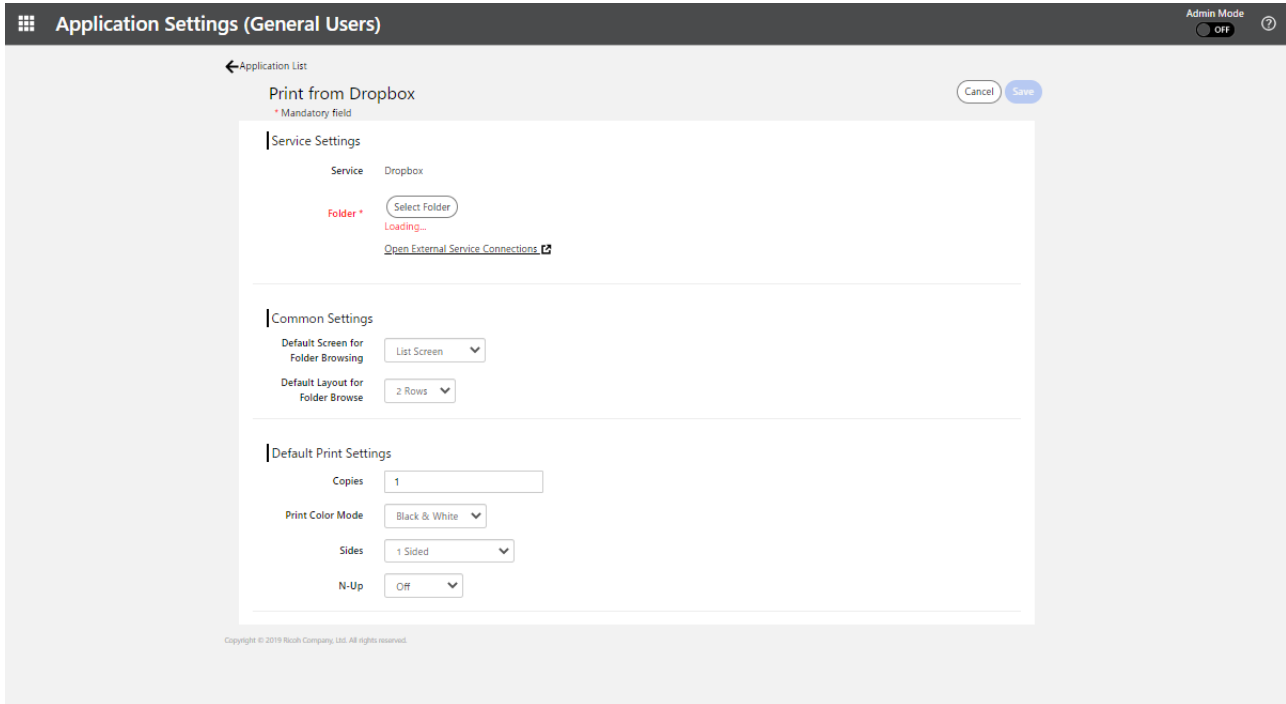 Application Settings (General Users)
Admin Mode
OFF
Application List
Print from Dropbox
Cancel
Save
* Mandatory field
Service Settings
Service
Dropbox
Folder *
Select Folder
Loading...
Open External Service Connections
Common Settings
Default Screen for
Folder Browsing
List Screen
Default Layout for
Folder Browse
2 Rows
Default Print Settings
Copies
1
Print Color Mode
Black & White
Sides
1 Sided
N-Up
Off
Copyright © 2019 Ricoh Company, Ltd. All rights reserved.